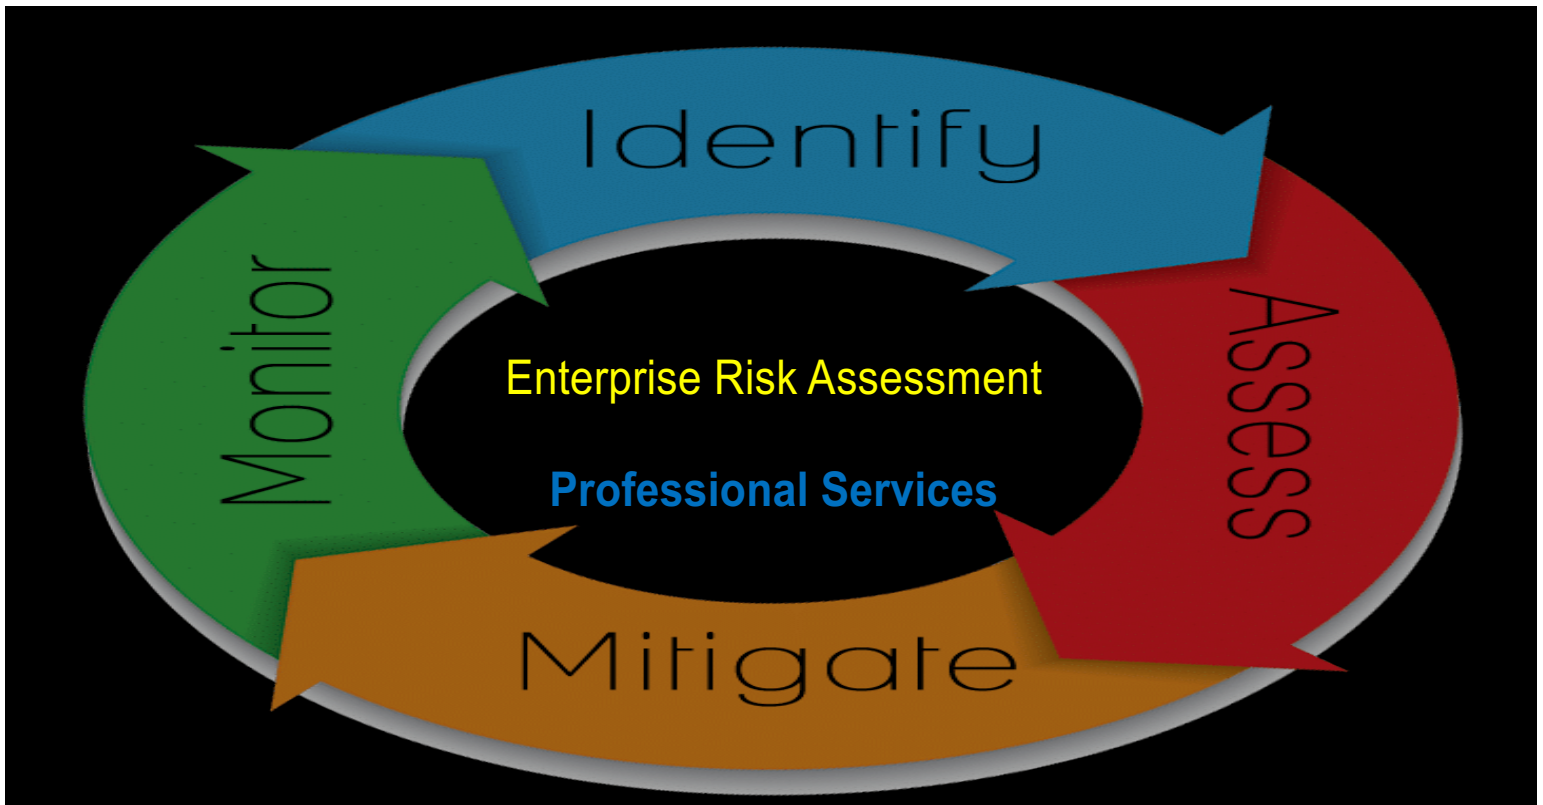 Identify
Assess
Mitigate
Monitor
Enterprise Risk Assessment
Professional Services